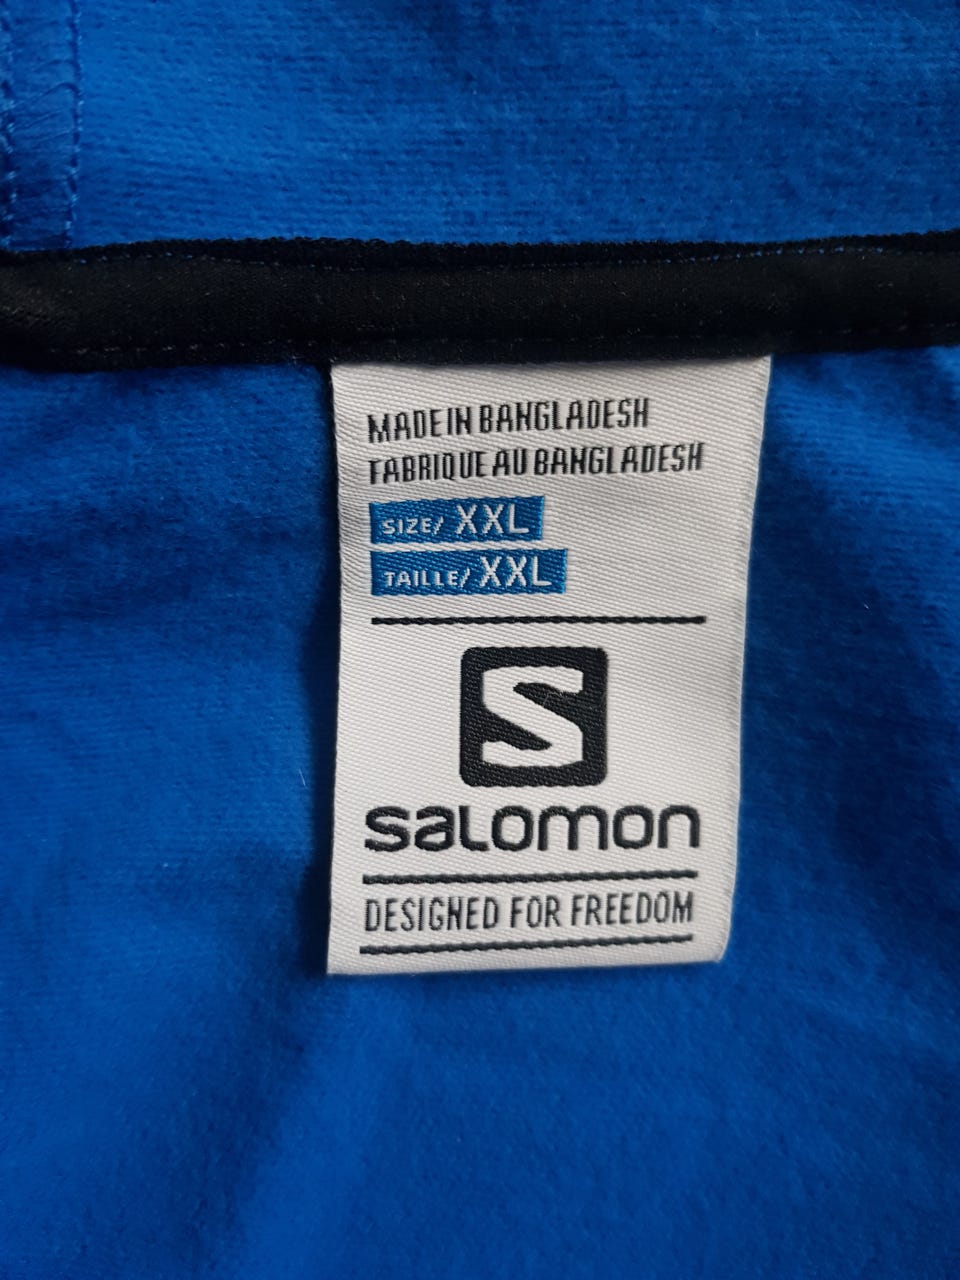 MADE IN BANGLADESH
FABRIQUE AU BANGLADESH
SIZE/ XXL
TAILLE/ XXL
S
salomon
DESIGNED FOR FREEDOM